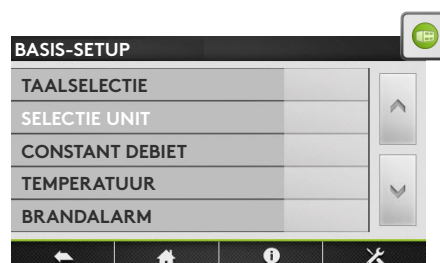 BASIS-SETUP
TAALSELECTIE
SELECTIE UNIT
CONSTANT DEBIET
TEMPERATUUR
BRANDALARM